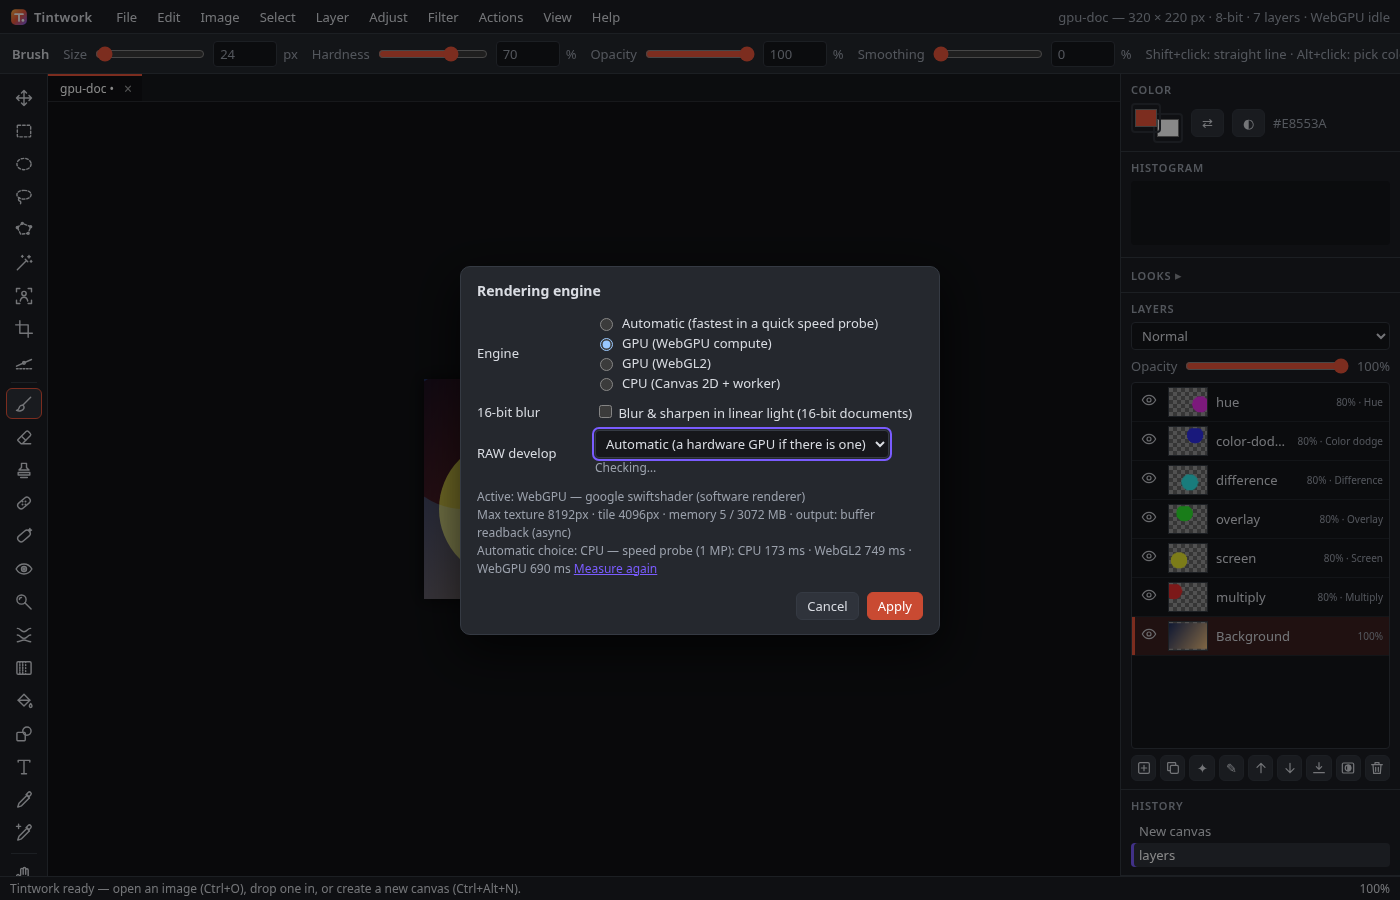 Tintwork File Edit Image Select Layer Adjust Filter Actions View Help gpu-doc — 320 × 220 px · 8-bit · 7 layers · WebGPU idle
Brush Size 24 px Hardness 70 % Opacity 100 % Smoothing 0 % Shift+click: straight line · Alt+click: pick col
gpu-doc • ×
COLOR
#E8553A
HISTOGRAM
LOOKS ▸
LAYERS
Normal
Opacity 100%
hue 80% · Hue
color-dod... 80% · Color dodge
difference 80% · Difference
overlay 80% · Overlay
screen 80% · Screen
multiply 80% · Multiply
Background 100%
HISTORY
New canvas
layers
Rendering engine
Engine
Automatic (fastest in a quick speed probe)
GPU (WebGPU compute)
GPU (WebGL2)
CPU (Canvas 2D + worker)
16-bit blur Blur & sharpen in linear light (16-bit documents)
RAW develop Automatic (a hardware GPU if there is one)
Checking...
Active: WebGPU — google swiftshader (software renderer)
Max texture 8192px · tile 4096px · memory 5 / 3072 MB · output: buffer
readback (async)
Automatic choice: CPU — speed probe (1 MP): CPU 173 ms · WebGL2 749 ms ·
WebGPU 690 ms Measure again
Cancel Apply
Tintwork ready — open an image (Ctrl+O), drop one in, or create a new canvas (Ctrl+Alt+N). 100%